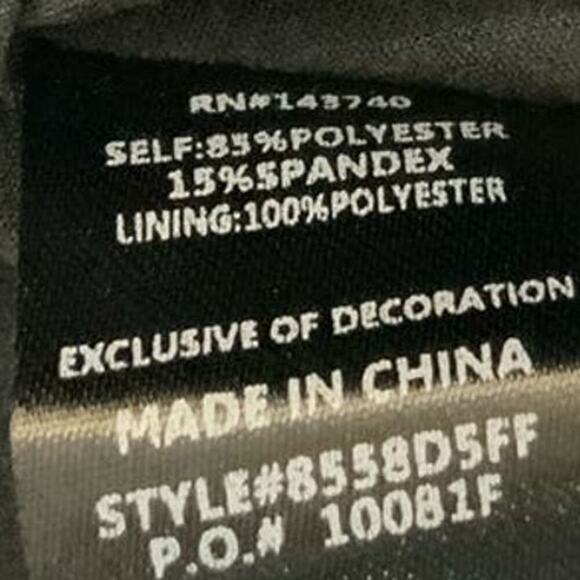 RN#143740
SELF:85%POLYESTER
15%SPANDEX
LINING:100%POLYESTER
EXCLUSIVE OF DECORATION
MADE IN CHINA
STYLE#8558D5FF
P.O.# 10081F